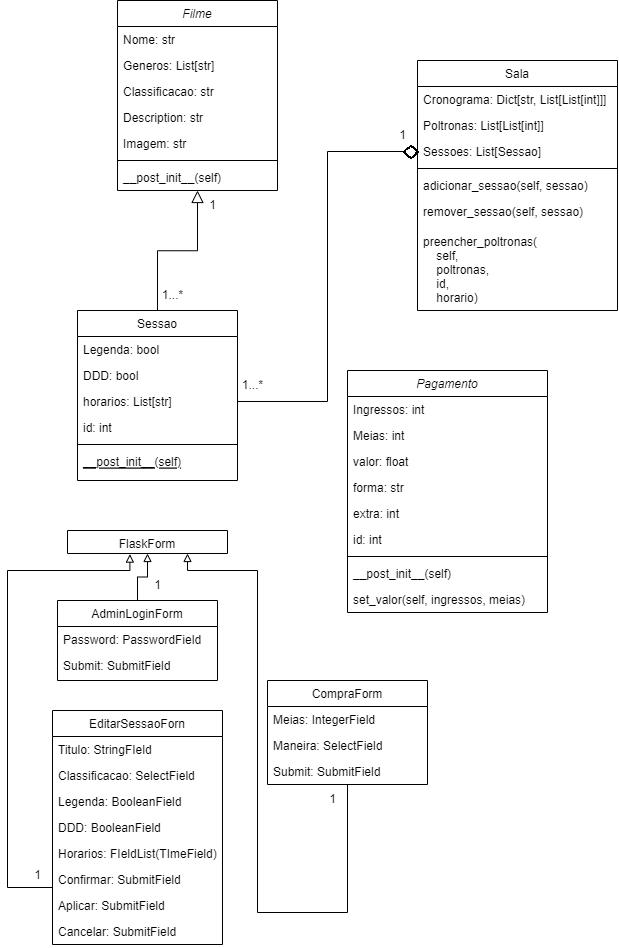 Filme
Nome: str
Generos: List[str]
Classificacao: str
Description: str
Imagem: str
__post_init__(self)
1
1...*
Sala
Cronograma: Dict[str, List[List[int]]]
Poltronas: List[List[int]]
Sessoes: List[Sessao]
adicionar_sessao(self, sessao)
remover_sessao(self, sessao)
preencher_poltronas(
self,
poltronas,
id,
horario)
1
Sessao
Legenda: bool
DDD: bool
horarios: List[str]
id: int
__post_init__(self)
1...*
Pagamento
Ingressos: int
Meias: int
valor: float
forma: str
extra: int
id: int
__post_init__(self)
set_valor(self, ingressos, meias)
FlaskForm
1
AdminLoginForm
Password: PasswordField
Submit: SubmitField
CompraForm
Meias: IntegerField
Maneira: SelectField
Submit: SubmitField
1
EditarSessaoForn
Titulo: StringFIeld
Classificacao: SelectField
Legenda: BooleanField
DDD: BooleanField
Horarios: FIeldList(TImeField)
Confirmar: SubmitField
Aplicar: SubmitField
Cancelar: SubmitField
1